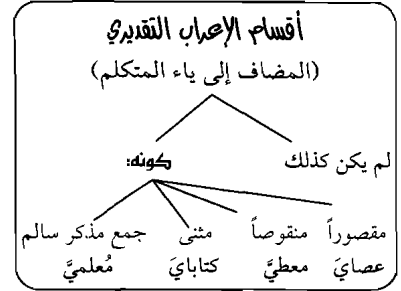 أقسام الإعراب التقديري
(المضاف إلى ياء المتكلم)
لم يكن كذلك كونه:
مقصوراً منقوصاً مثنى جمع مذكر سالم
عصايَ معطيَّ كتابايَ مُعلميَّ